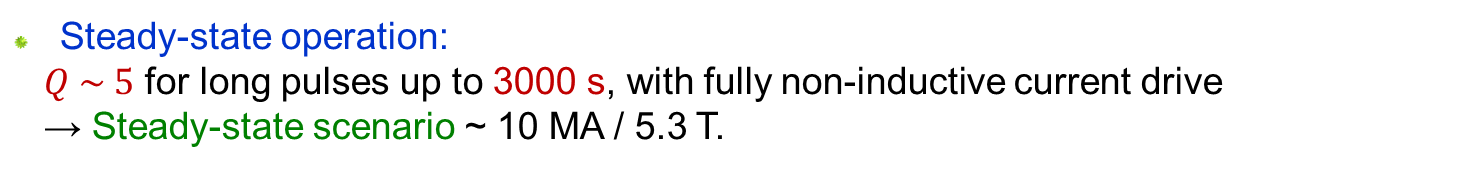 Steady-state operation:
Q ~ 5 for long pulses up to 3000 s, with fully non-inductive current drive
→ Steady-state scenario ~ 10 MA / 5.3 T.